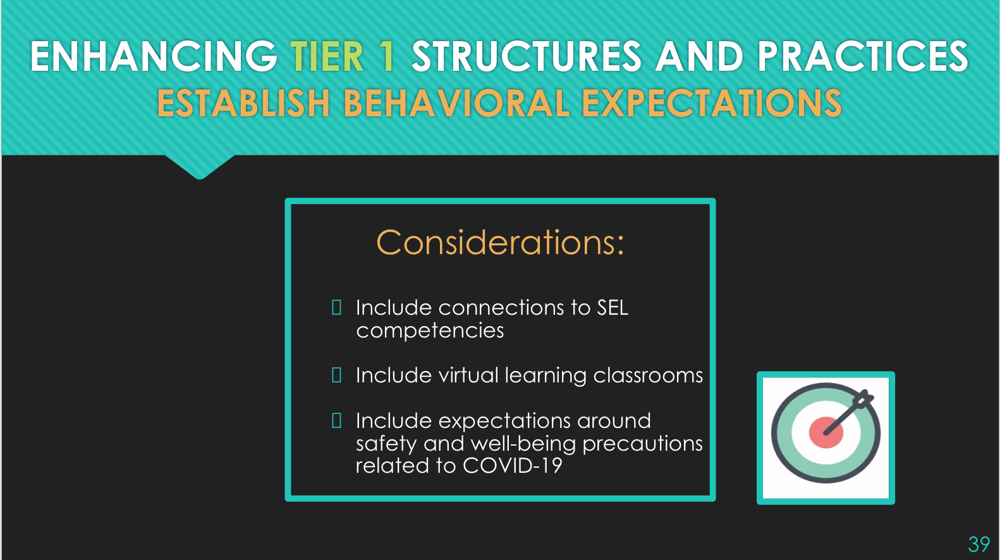 ENHANCING TIER 1 STRUCTURES AND PRACTICES
ESTABLISH BEHAVIORAL EXPECTATIONS
Considerations:
Include connections to SEL
competencies
Include virtual learning classrooms
Include expectations around
safety and well-being precautions
related to COVID-19
39